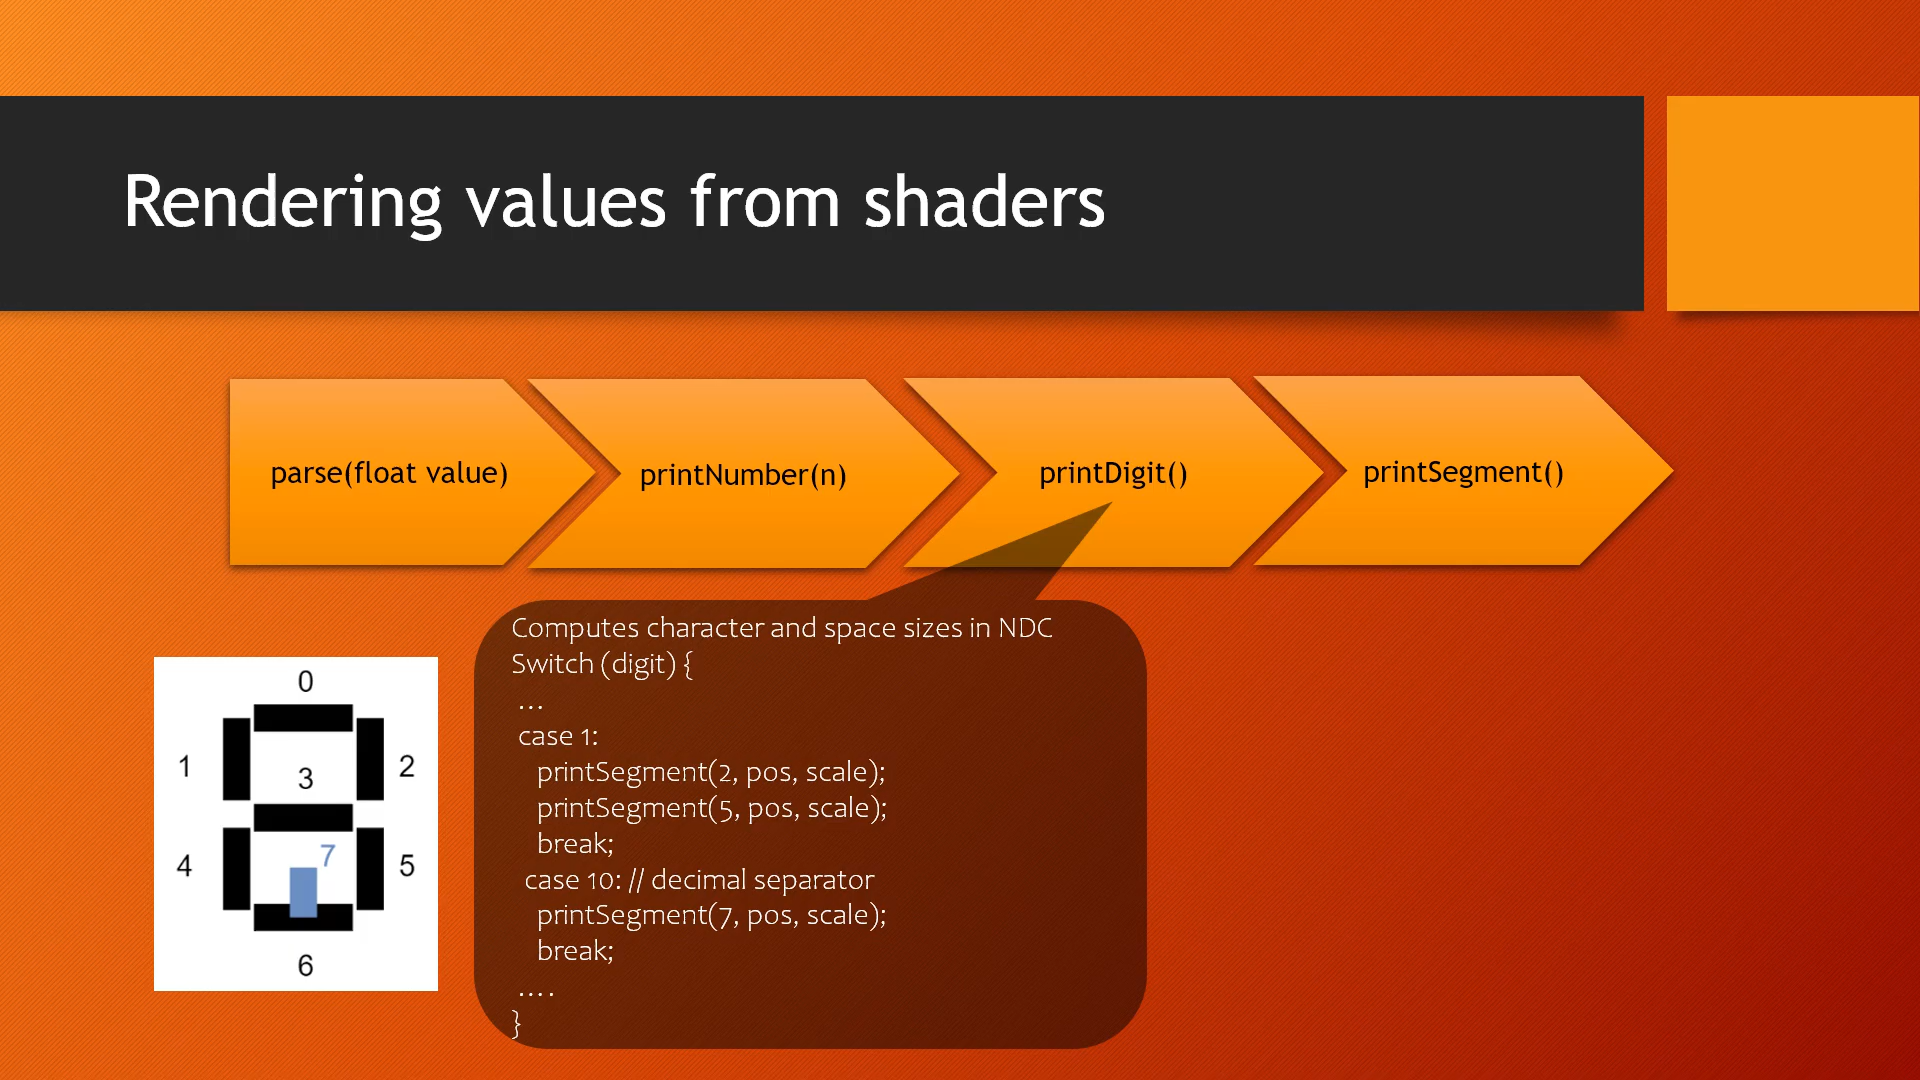 Rendering values from shaders
parse(float value)
printNumber(n)
printDigit()
printSegment()
Computes character and space sizes in NDC
Switch (digit) {
...
case 1:
printSegment(2, pos, scale);
printSegment(5, pos, scale);
break;
case 10: // decimal separator
printSegment(7, pos, scale);
break;
....
}
0
1
2
3
7
4
5
6